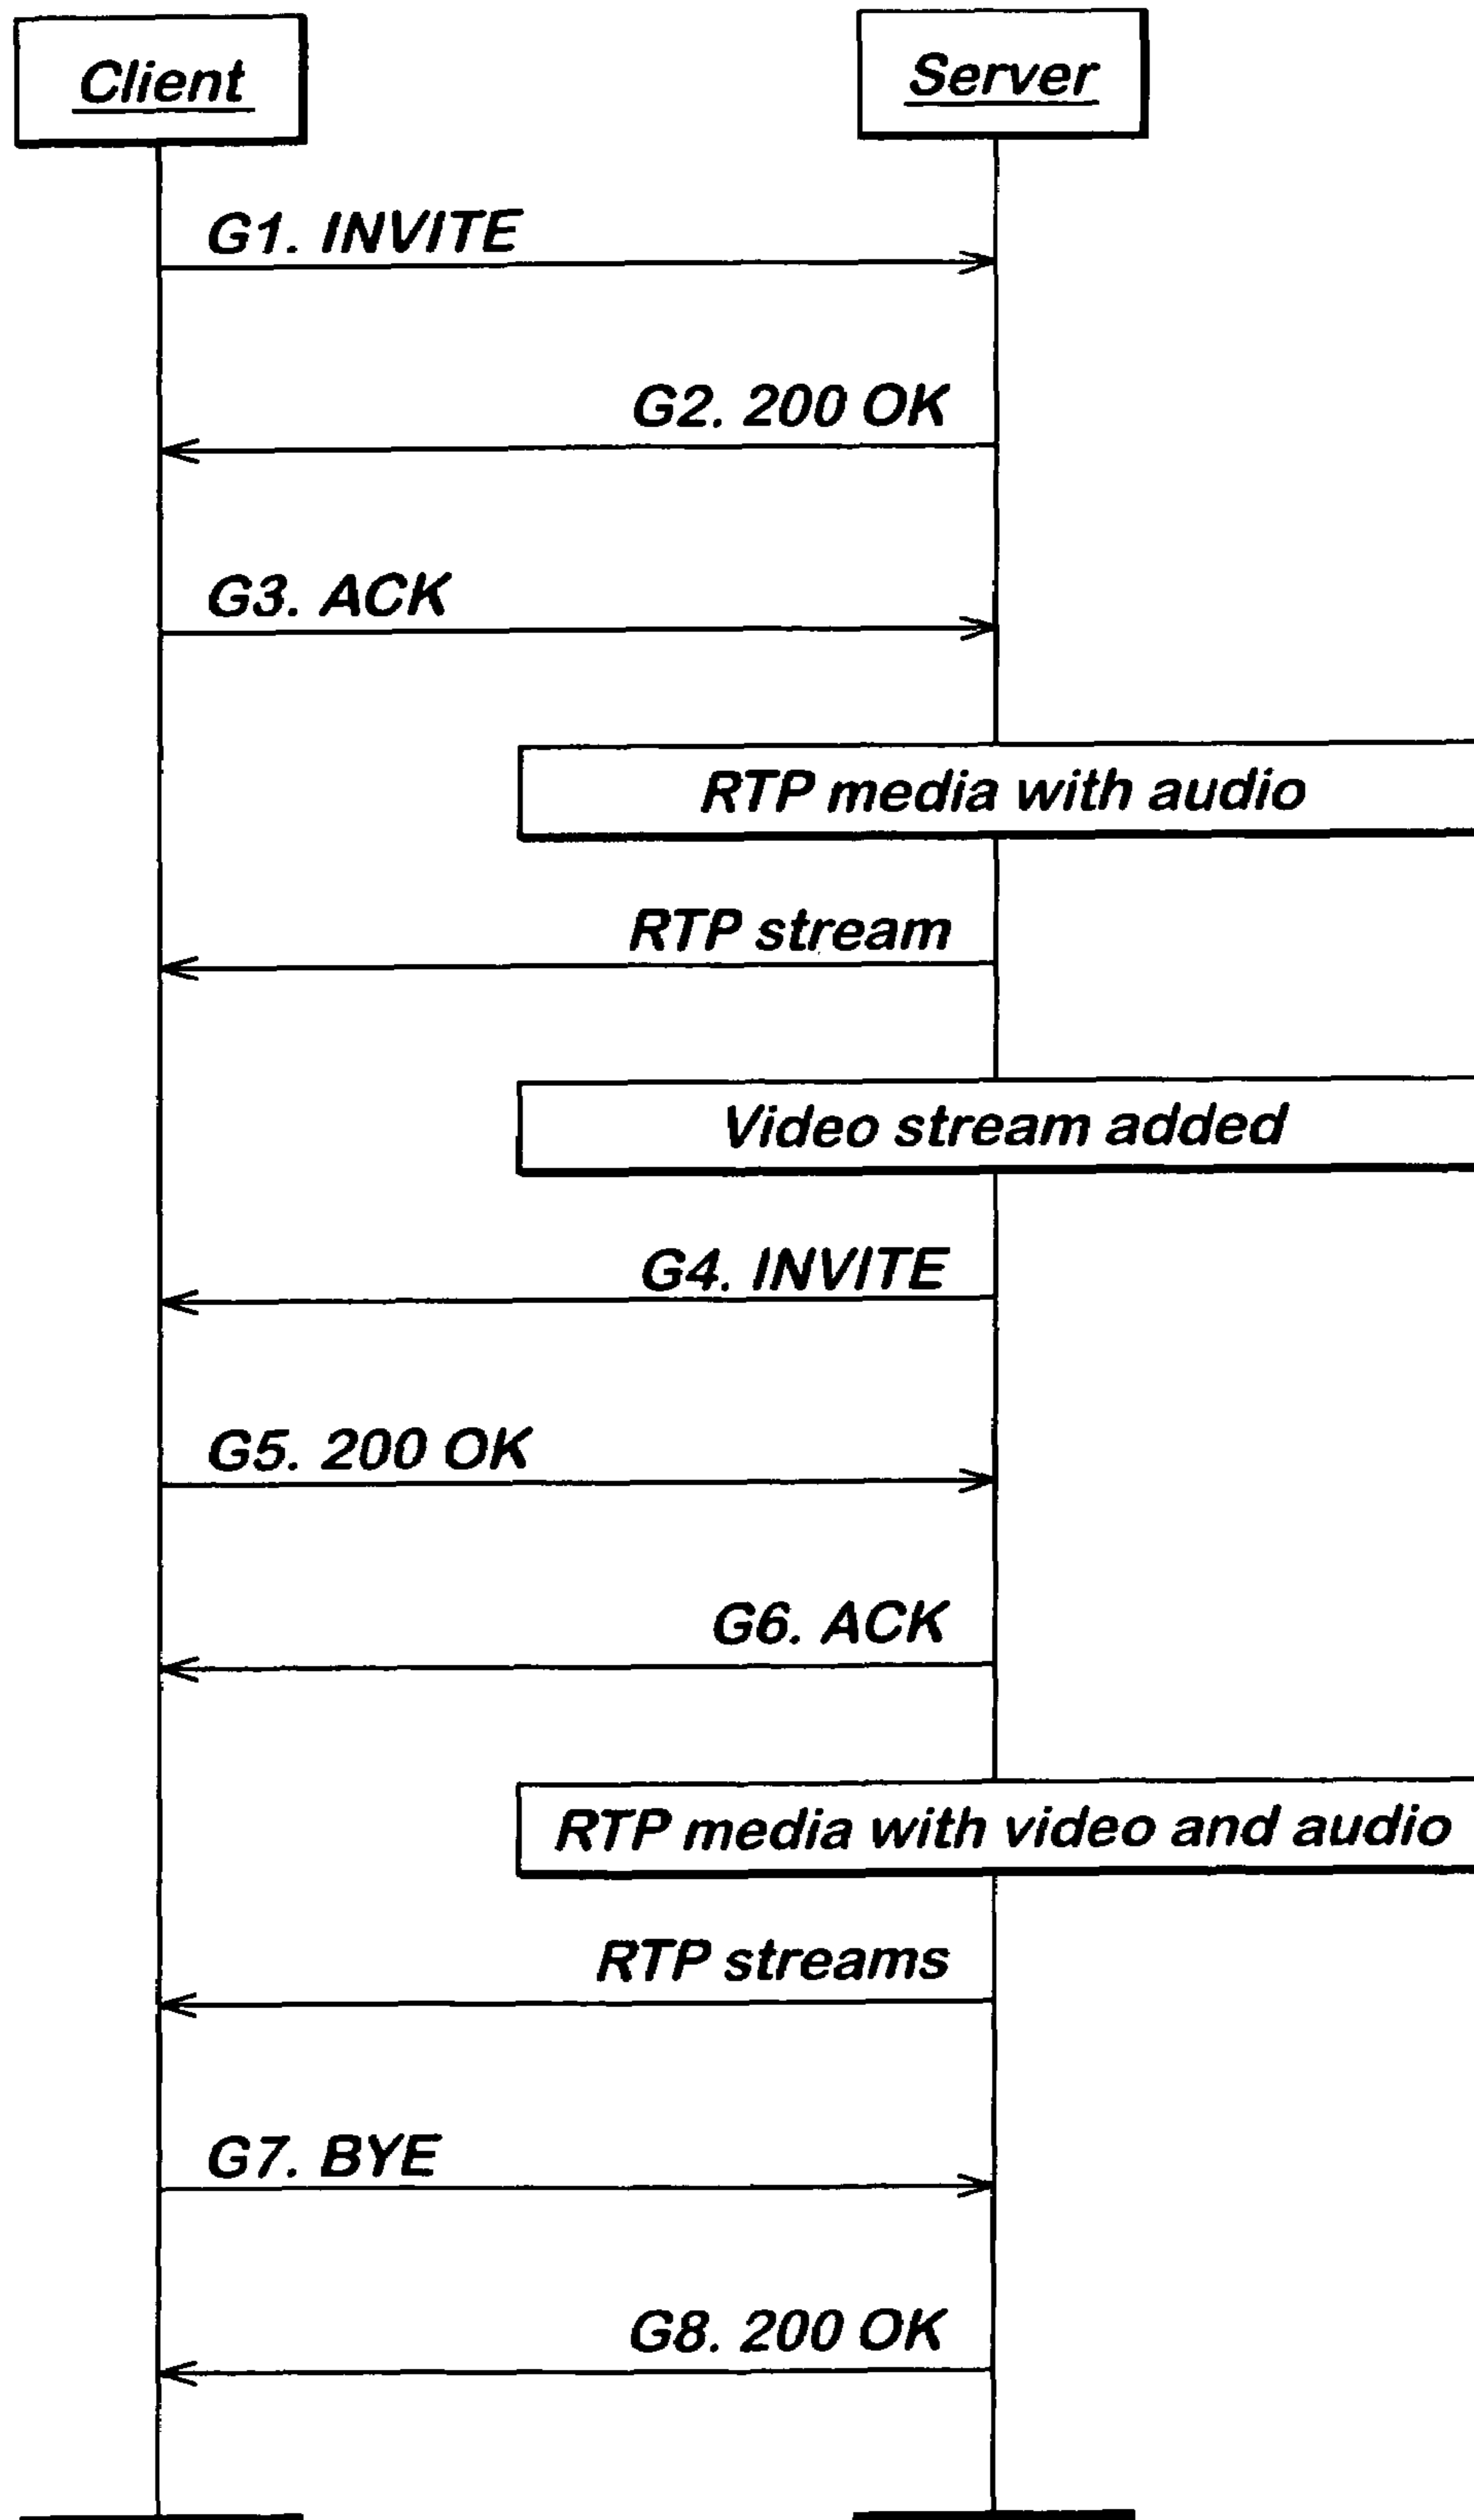 Client
Server
G1. INVITE
G2. 200 OK
G3. ACK
RTP media with audio
RTP stream
Video stream added
G4. INVITE
G5. 200 OK
G6. ACK
RTP media with video and audio
RTP streams
G7. BYE
G8. 200 OK